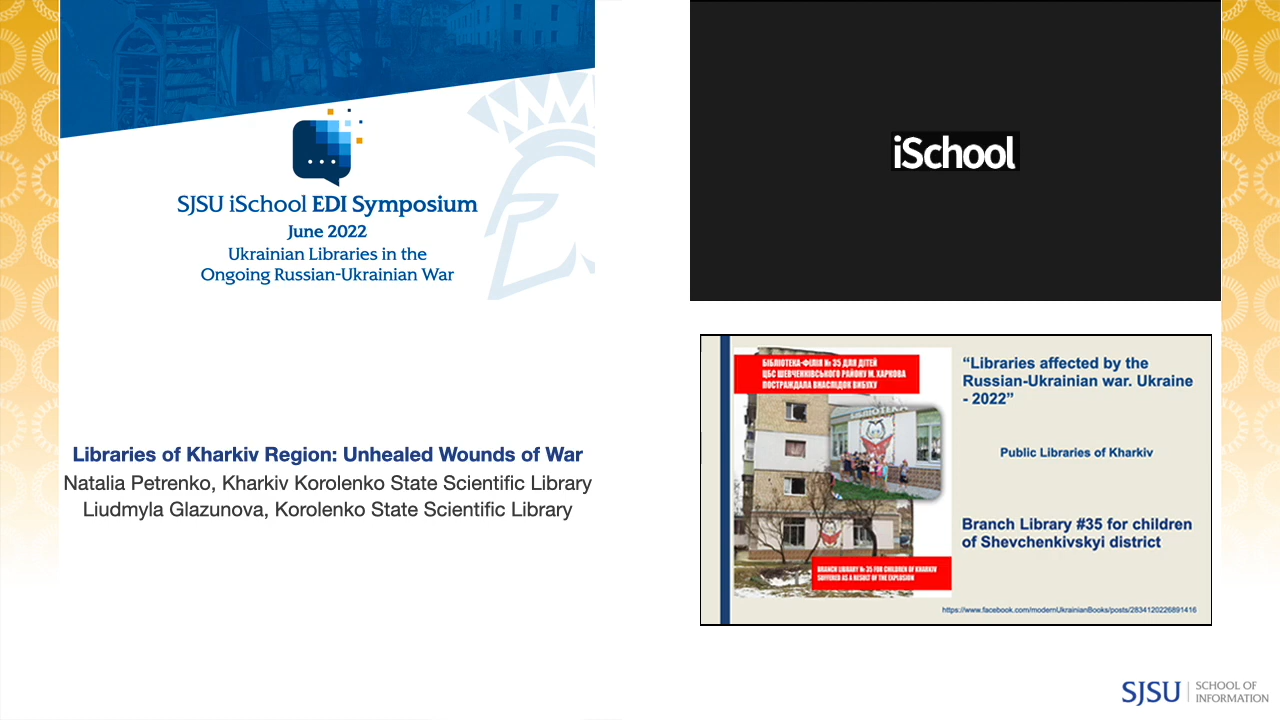 SJSU iSchool EDI Symposium
June 2022
Ukrainian Libraries in the
Ongoing Russian-Ukrainian War
Libraries of Kharkiv Region: Unhealed Wounds of War
Natalia Petrenko, Kharkiv Korolenko State Scientific Library
Liudmyla Glazunova, Korolenko State Scientific Library
iSchool
БІБЛІОТЕКА-ФІЛІЯ № 35 ДЛЯ ДІТЕЙ
ЦБС ШЕВЧЕНКІВСЬКОГО РАЙОНУ М. ХАРКОВА
ПОСТРАЖДАЛА ВНАСЛІДОК ВИБУХУ
БІБЛІОТЕКА
BRANCH LIBRARY № 35 FOR CHILDREN OF KHARKIV
SUFFERED AS A RESULT OF THE EXPLOSION
“Libraries affected by the
Russian-Ukrainian war. Ukraine
- 2022”
Public Libraries of Kharkiv
Branch Library #35 for children
of Shevchenkivskyi district
https://www.facebook.com/modernUkrainianBooks/posts/2834120226891416
SJSU SCHOOL OF
INFORMATION